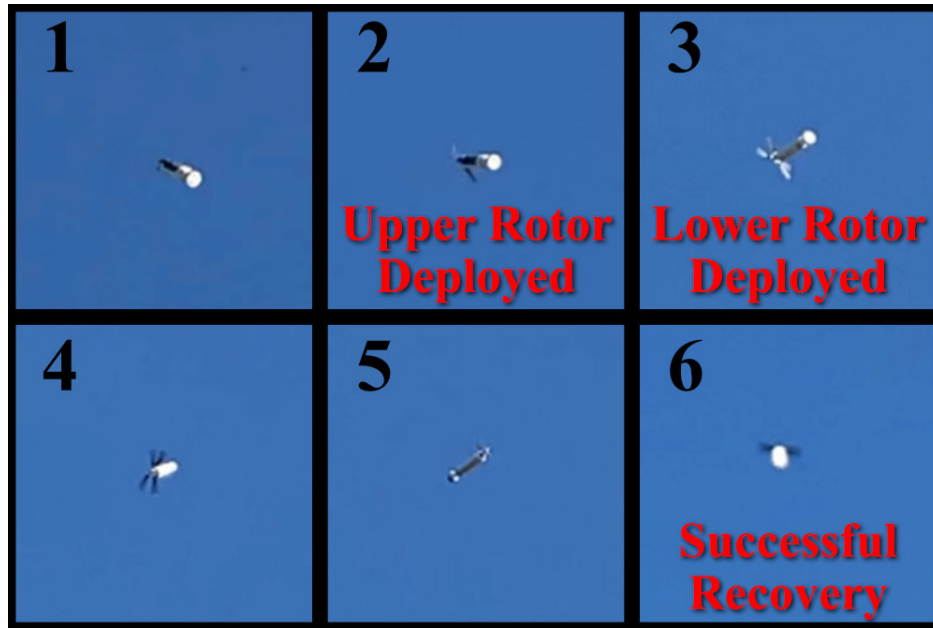 1
2
3
Upper Rotor
Deployed
Lower Rotor
Deployed
4
5
6
Successful
Recovery